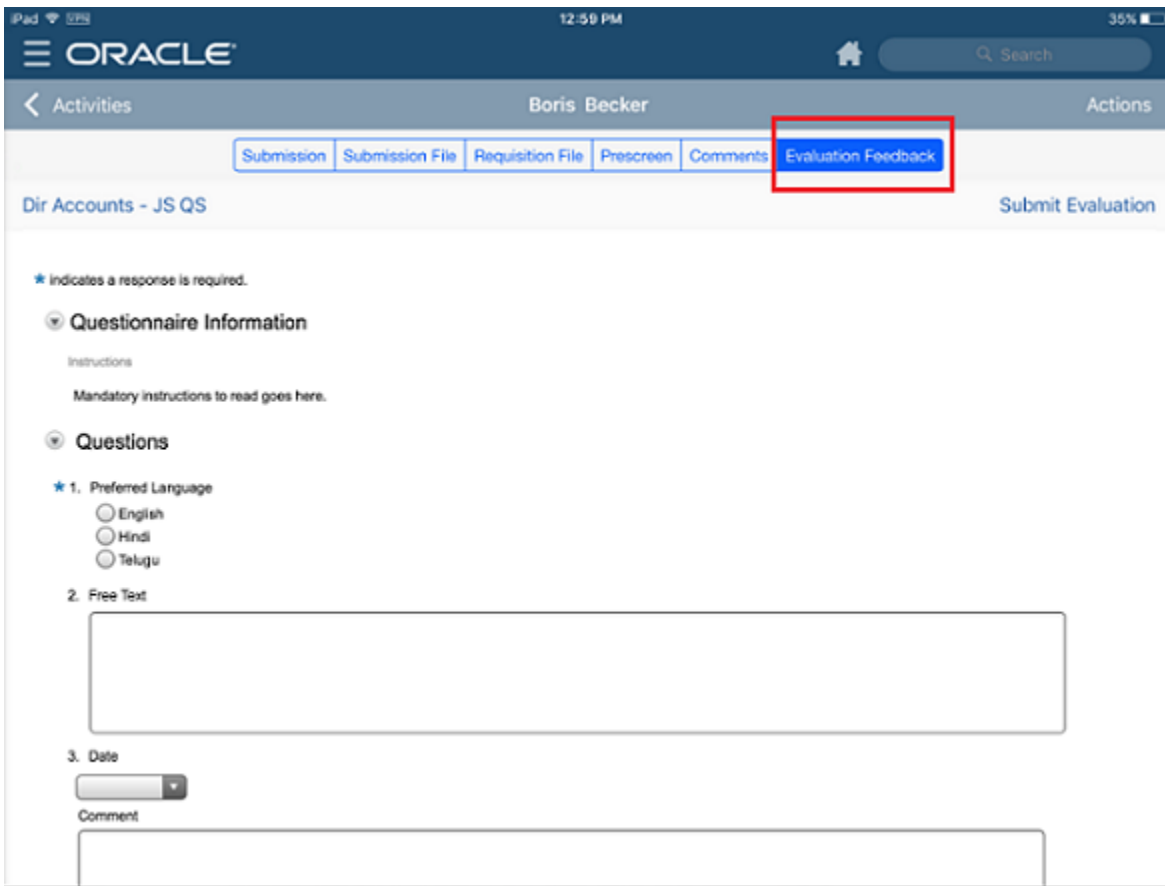 iPad VPN 12:59 PM 35%
ORACLE Search
Activities Boris Becker Actions
Submission Submission File Requisition File Prescreen Comments Evaluation Feedback
Dir Accounts - JS QS Submit Evaluation
* indicates a response is required.
Questionnaire Information
Instructions
Mandatory instructions to read goes here.
Questions
* 1. Preferred Language
English
Hindi
Telugu
2. Free Text
3. Date
Comment